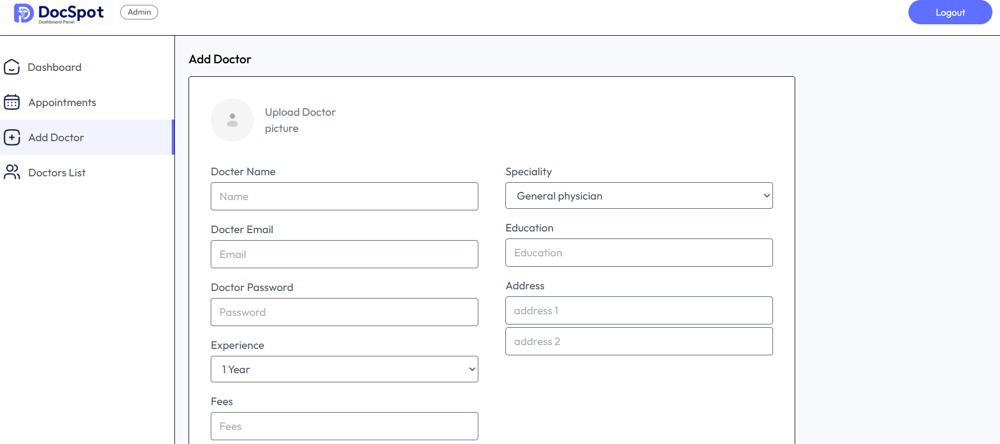 DocSpot
Dashboard Panel
Admin
Logout
Dashboard
Appointments
Add Doctor
Doctors List
Add Doctor
Upload Doctor
picture
Docter Name
Name
Docter Email
Email
Doctor Password
Password
Experience
1 Year
Fees
Fees
Speciality
General physician
Education
Education
Address
address 1
address 2